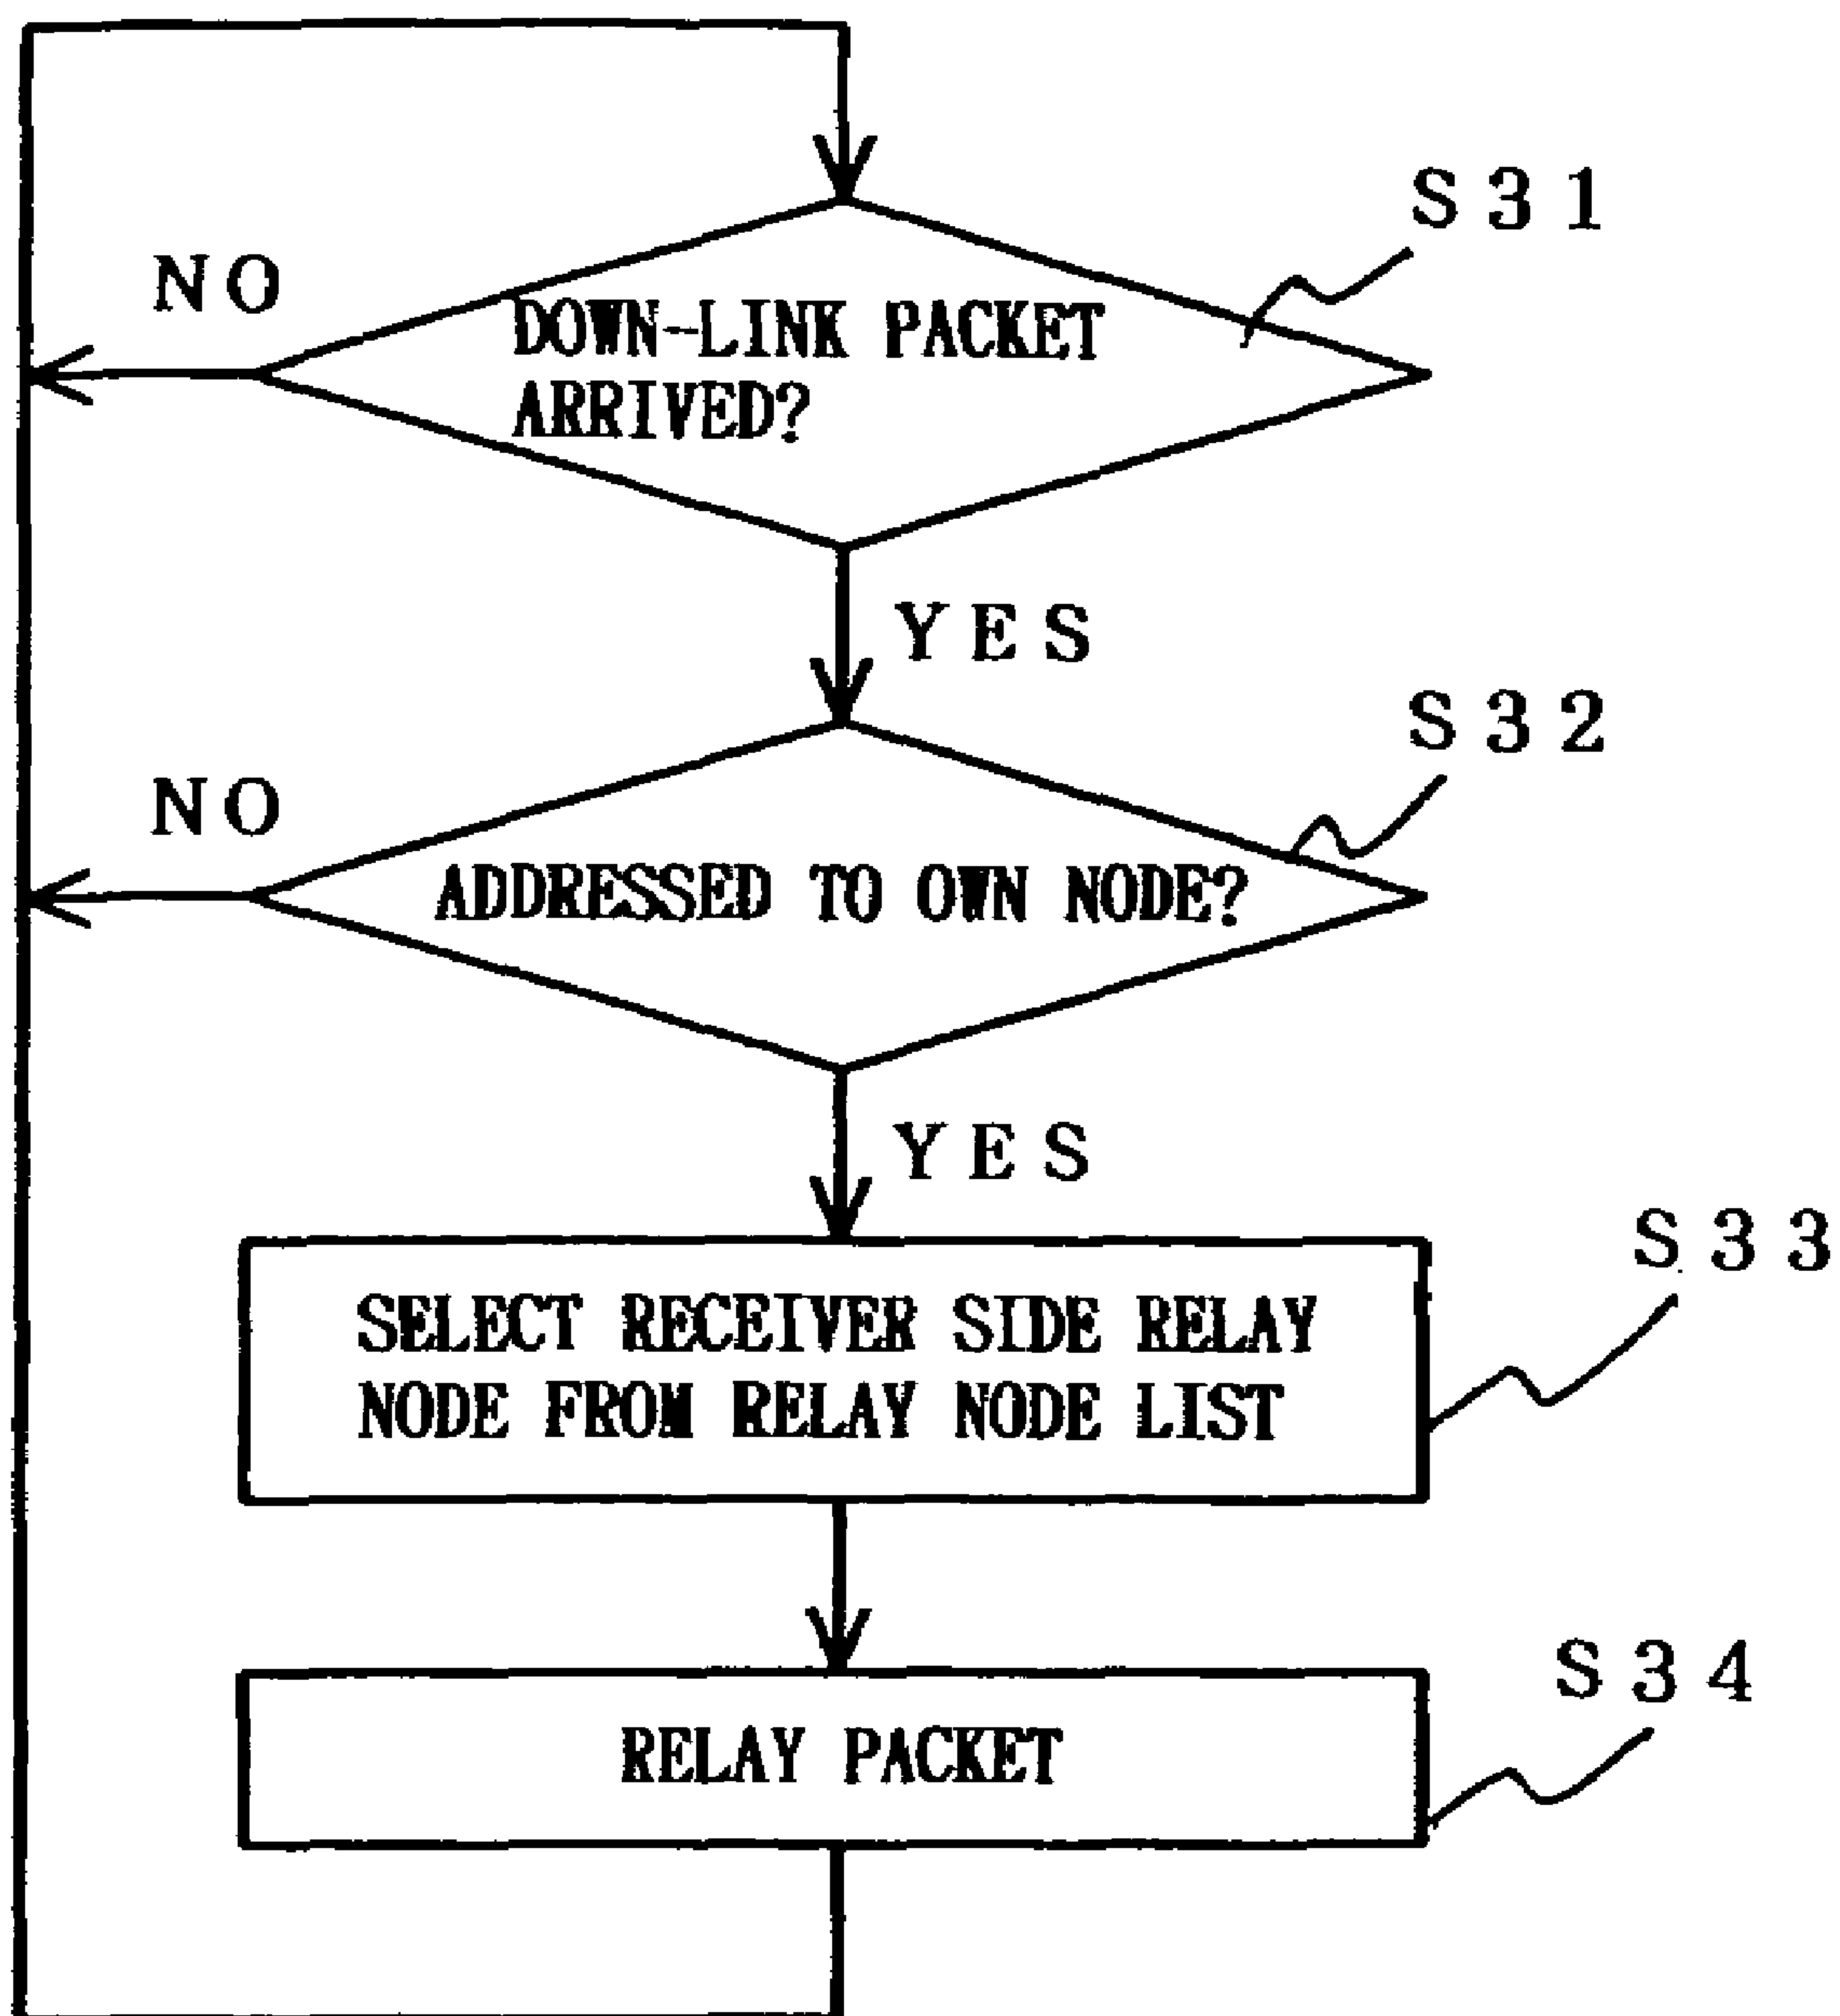 S31
NO
DOWN-LINK PACKET
ARRIVED?
YES
S32
NO
ADDRESSED TO OWN NODE?
YES
S33
SELECT RECEIVER SIDE RELAY
NODE FROM RELAY NODE LIST
S34
RELAY PACKET